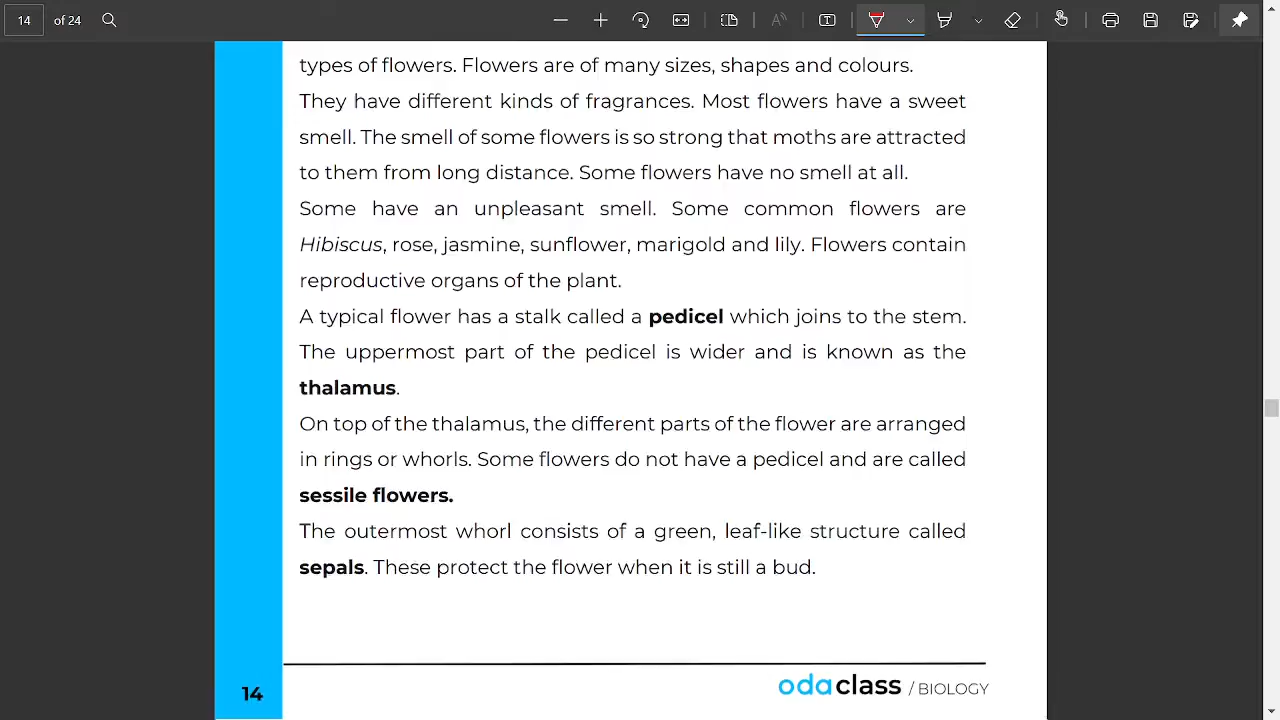 14 of 24
types of flowers. Flowers are of many sizes, shapes and colours.
They have different kinds of fragrances. Most flowers have a sweet
smell. The smell of some flowers is so strong that moths are attracted
to them from long distance. Some flowers have no smell at all.
Some have an unpleasant smell. Some common flowers are
Hibiscus, rose, jasmine, sunflower, marigold and lily. Flowers contain
reproductive organs of the plant.
A typical flower has a stalk called a pedicel which joins to the stem.
The uppermost part of the pedicel is wider and is known as the
thalamus.
On top of the thalamus, the different parts of the flower are arranged
in rings or whorls. Some flowers do not have a pedicel and are called
sessile flowers.
The outermost whorl consists of a green, leaf-like structure called
sepals. These protect the flower when it is still a bud.
14
odaclass / BIOLOGY